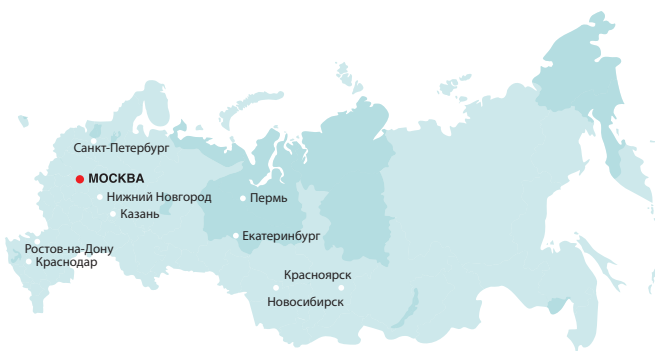 Санкт-Петербург
МОСКВА
Нижний Новгород
Пермь
Казань
Екатеринбург
Ростов-на-Дону
Краснодар
Красноярск
Новосибирск